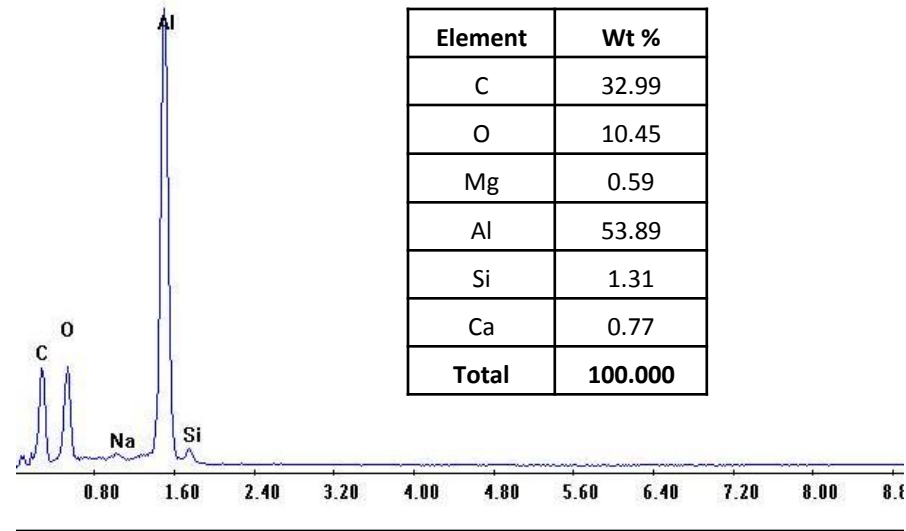 Al
O
C
Na
Si
0.80 1.60 2.40 3.20 4.00 4.80 5.60 6.40 7.20 8.00 8.8
Element Wt %
C 32.99
O 10.45
Mg 0.59
Al 53.89
Si 1.31
Ca 0.77
Total 100.000